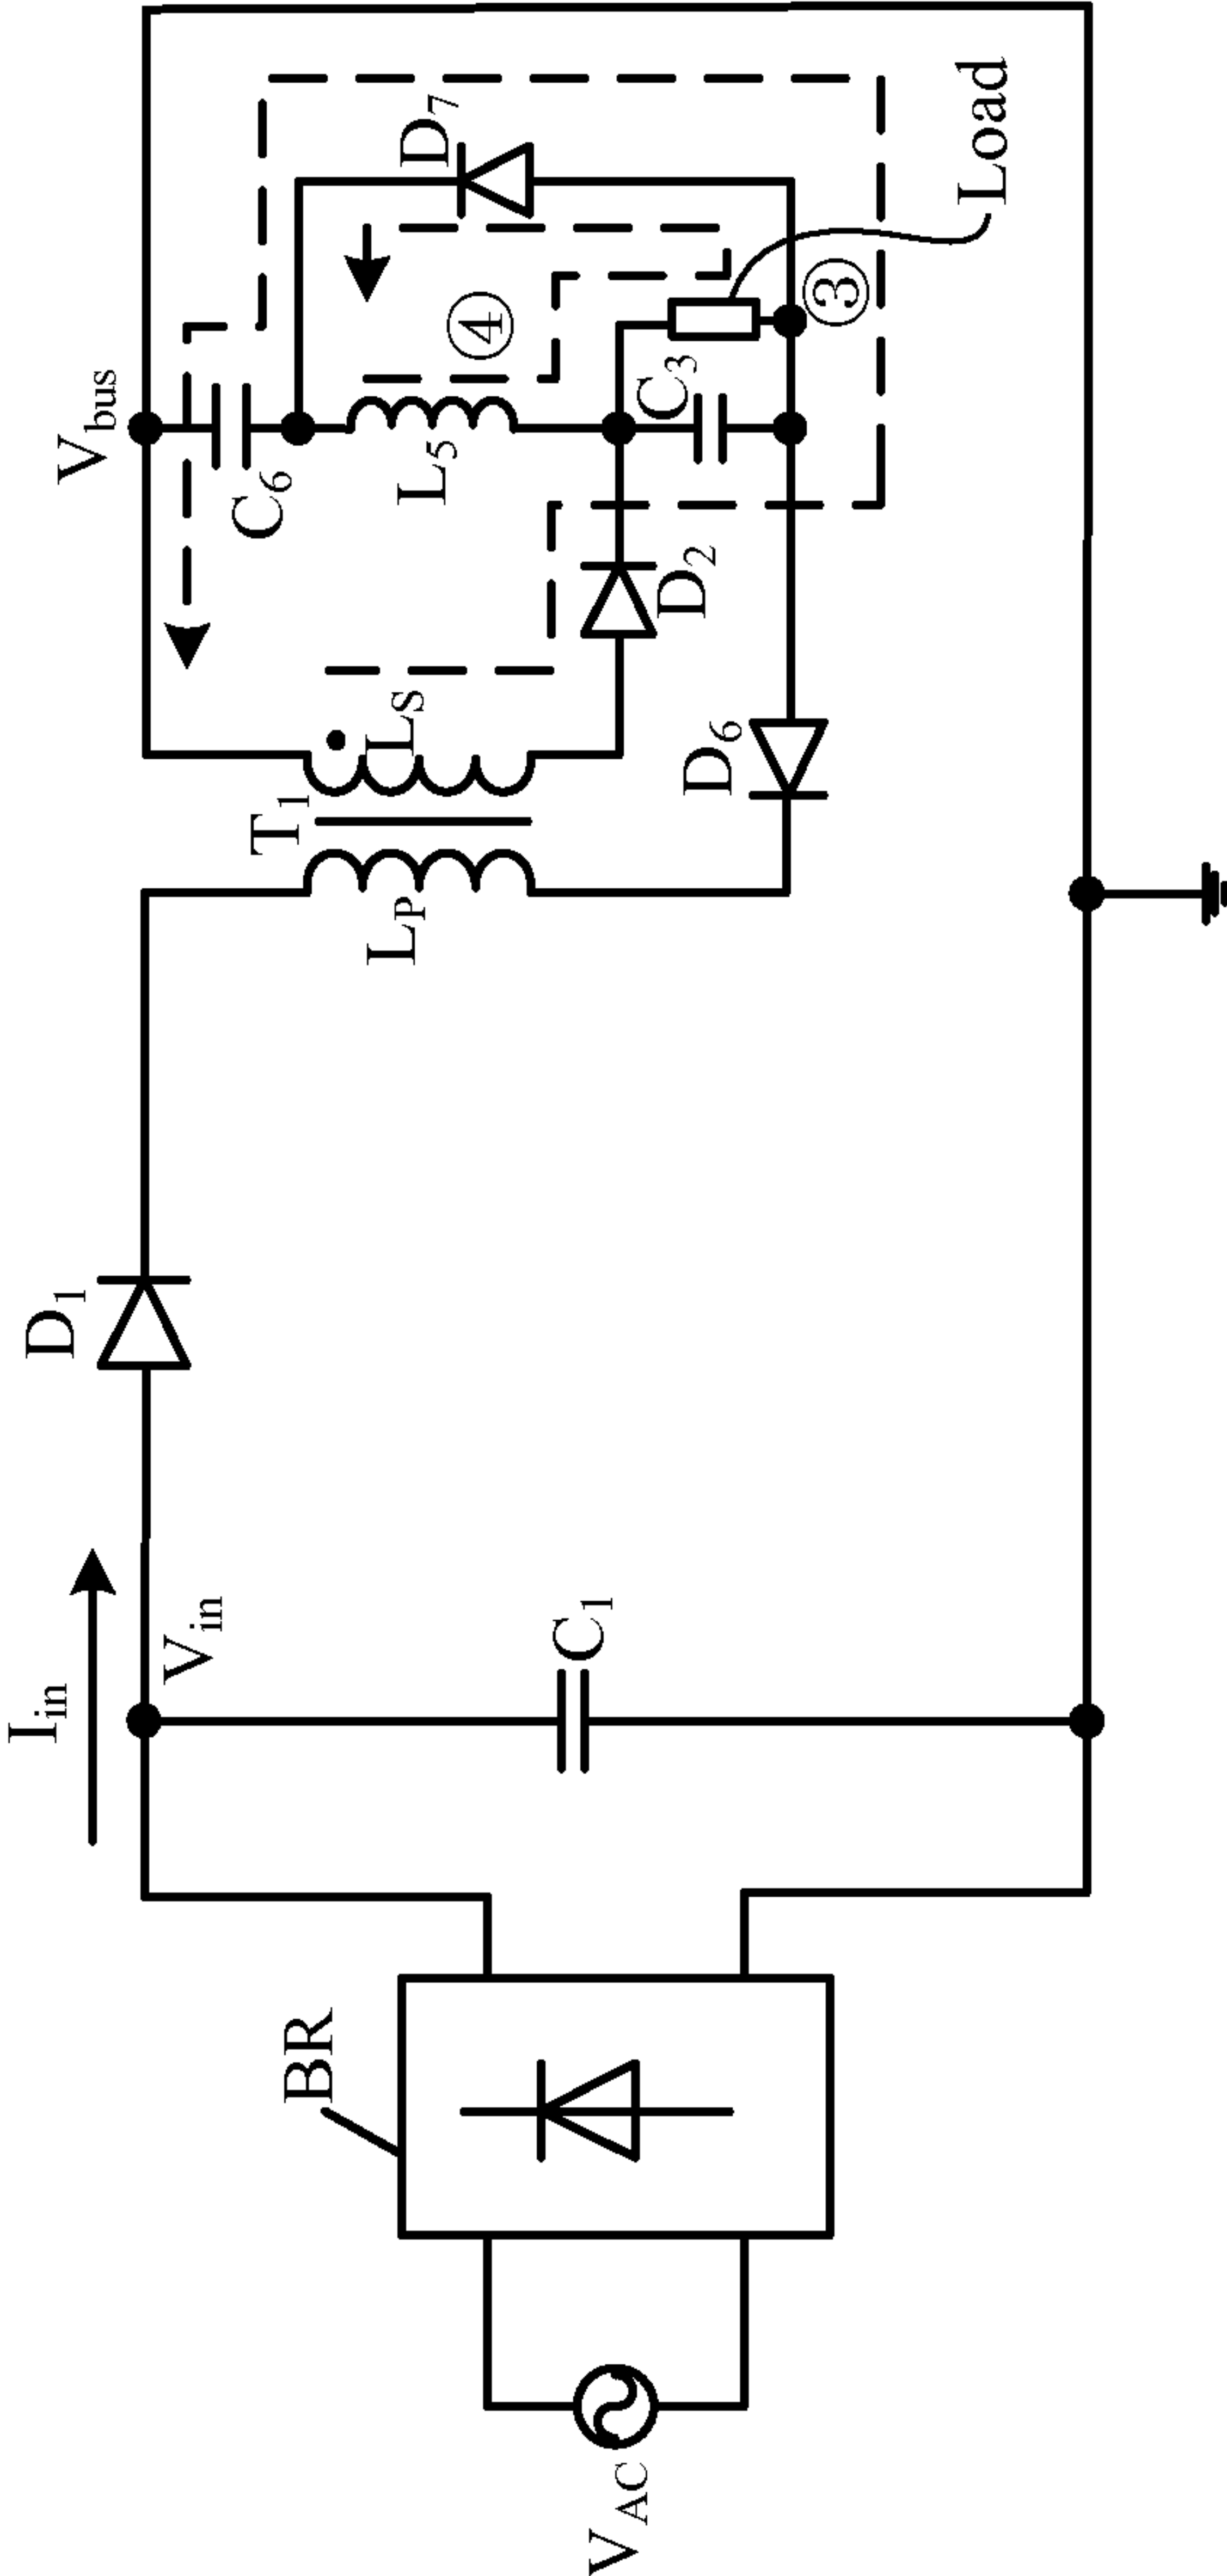 V_AC
BR
I_in
V_in
C_1
D_1
L_P
T_1
L_S
D_6
D_2
V_bus
C_6
L_5
④
C_3
③
D_7
Load